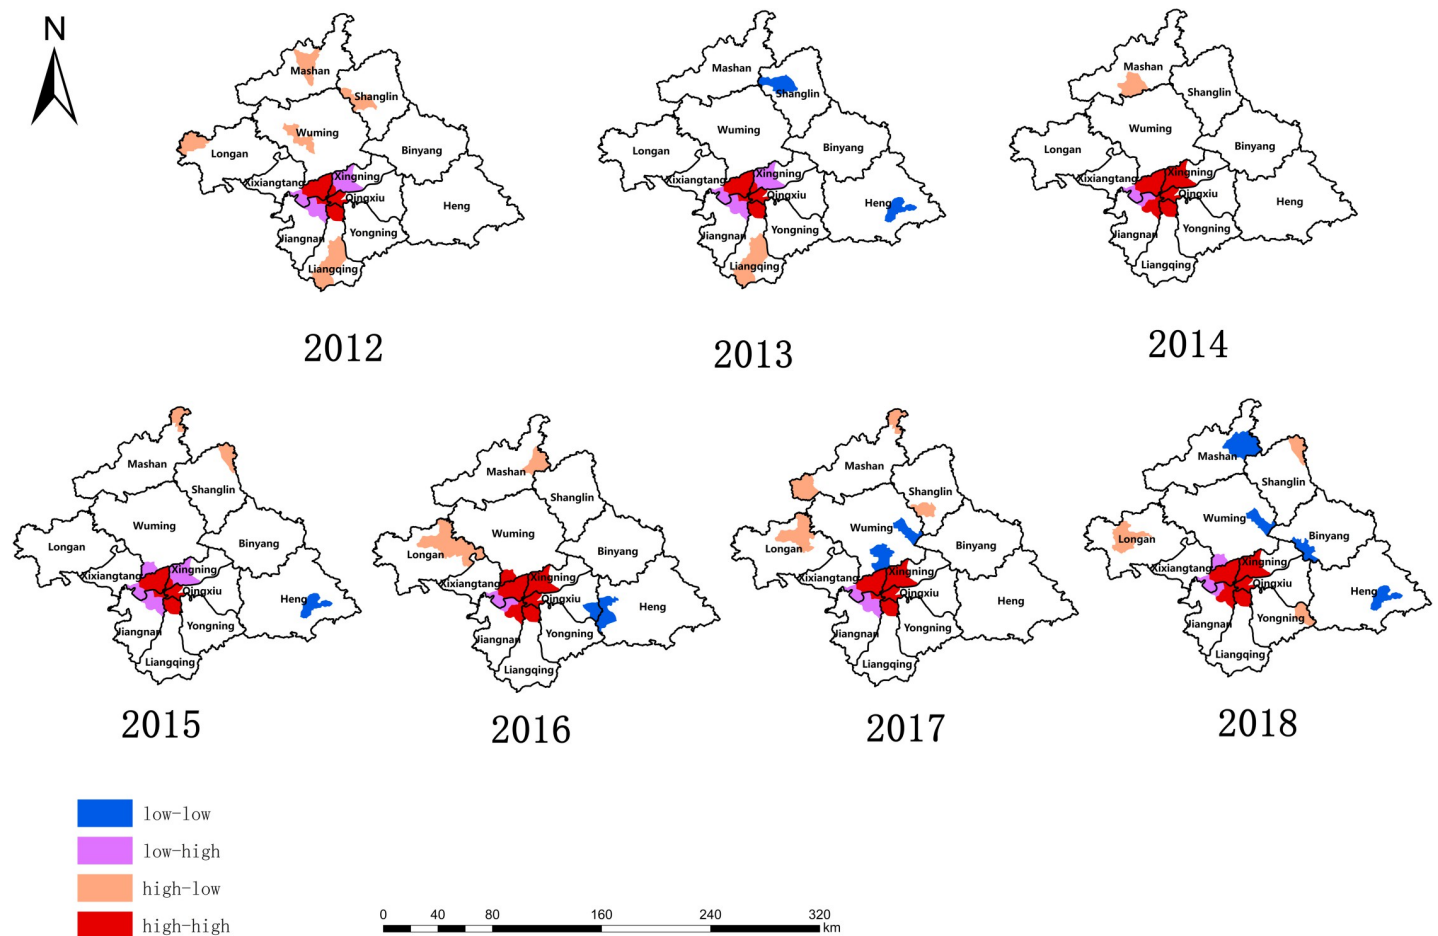 N
Mashan
Shanglin
Wuming
Longan
Binyang
Xixiangtang
Xingning
Qingxiu
Heng
Jiangnan
Yongning
Liangqing
2012
Mashan
Shanglin
Wuming
Longan
Binyang
Xixiangtang
Xingning
Qingxiu
Heng
Jiangnan
Yongning
Liangqing
2013
Mashan
Shanglin
Wuming
Longan
Binyang
Xixiangtang
Xingning
Qingxiu
Heng
Jiangnan
Yongning
Liangqing
2014
Mashan
Shanglin
Wuming
Longan
Binyang
Xixiangtang
Xingning
Qingxiu
Heng
Jiangnan
Yongning
Liangqing
2015
Mashan
Shanglin
Wuming
Longan
Binyang
Xixiangtang
Xingning
Qingxiu
Heng
Jiangnan
Yongning
Liangqing
2016
Mashan
Shanglin
Wuming
Longan
Binyang
Xixiangtang
Xingning
Qingxiu
Heng
Jiangnan
Yongning
Liangqing
2017
Mashan
Shanglin
Wuming
Longan
Binyang
Xixiangtang
Xingning
Qingxiu
Heng
Jiangnan
Yongning
Liangqing
2018
low-low
low-high
high-low
high-high
0 40 80 160 240 320
km